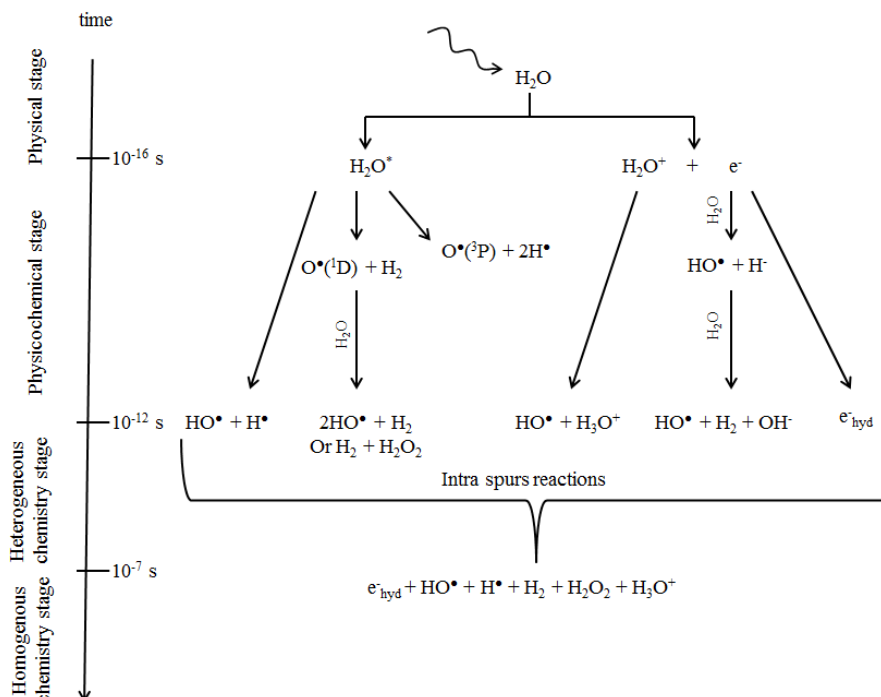 time
Physical stage
H₂O
10⁻¹⁶ s
H₂O*
H₂O⁺ + e⁻
Physicochemical stage
H₂O
O•(³P) + 2H•
O•(¹D) + H₂
HO• + H⁻
H₂O
H₂O
10⁻¹² s
HO• + H•
2HO• + H₂
Or H₂ + H₂O₂
HO• + H₃O⁺
HO• + H₂ + OH⁻
e⁻hyd
Heterogeneous
chemistry stage
Intra spurs reactions
10⁻⁷ s
e⁻hyd + HO• + H• + H₂ + H₂O₂ + H₃O⁺
Homogenous
chemistry stage